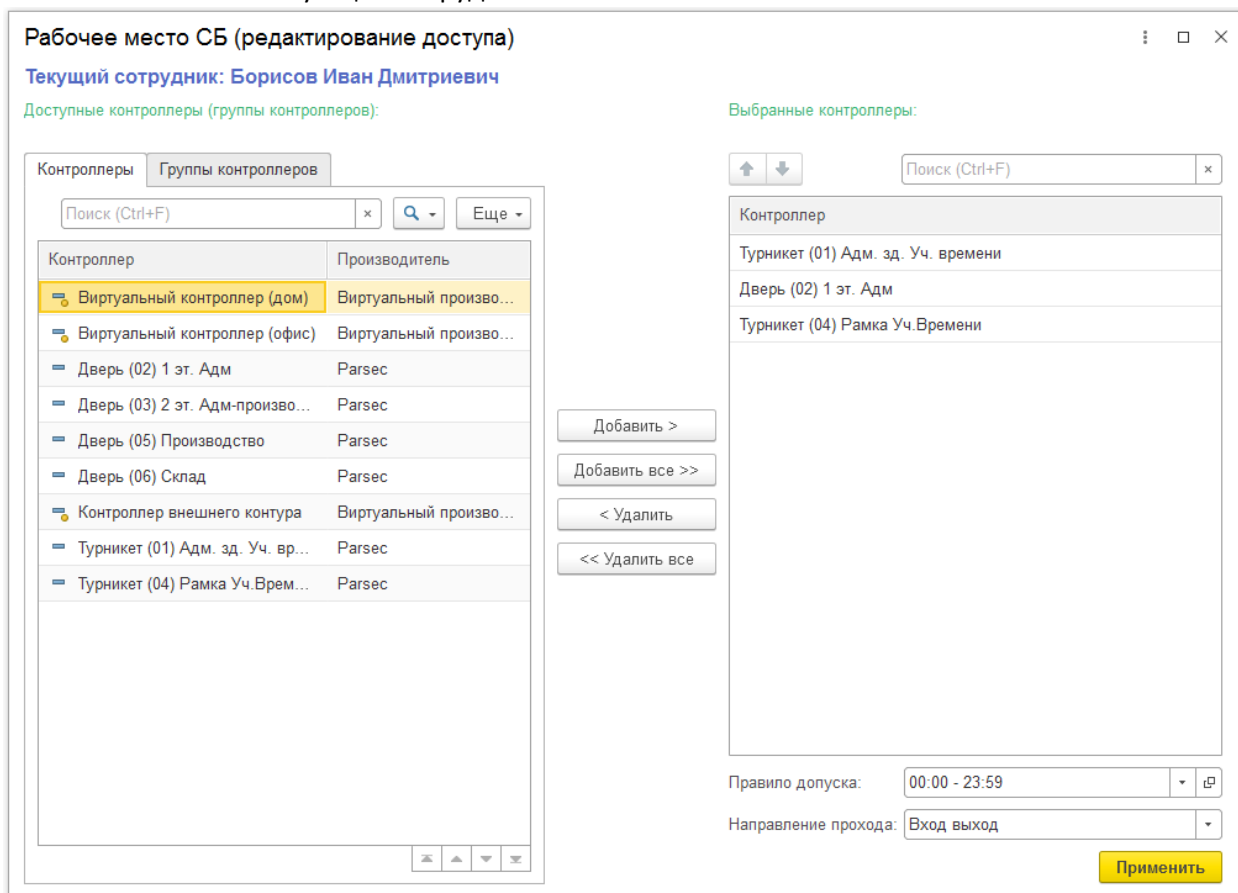 Рабочее место СБ (редактирование доступа)
Текущий сотрудник: Борисов Иван Дмитриевич
Доступные контроллеры (группы контроллеров):
Контроллеры Группы контроллеров
Поиск (Ctrl+F) × Еще
Контроллер Производитель
Виртуальный контроллер (дом) Виртуальный произво...
Виртуальный контроллер (офис) Виртуальный произво...
Дверь (02) 1 эт. Адм Parsec
Дверь (03) 2 эт. Адм-произво... Parsec
Дверь (05) Производство Parsec
Дверь (06) Склад Parsec
Контроллер внешнего контура Виртуальный произво...
Турникет (01) Адм. зд. Уч. вр... Parsec
Турникет (04) Рамка Уч.Врем... Parsec
Добавить >
Добавить все >>
< Удалить
<< Удалить все
Выбранные контроллеры:
Поиск (Ctrl+F) ×
Контроллер
Турникет (01) Адм. зд. Уч. времени
Дверь (02) 1 эт. Адм
Турникет (04) Рамка Уч.Времени
Правило допуска: 00:00 - 23:59
Направление прохода: Вход выход
Применить